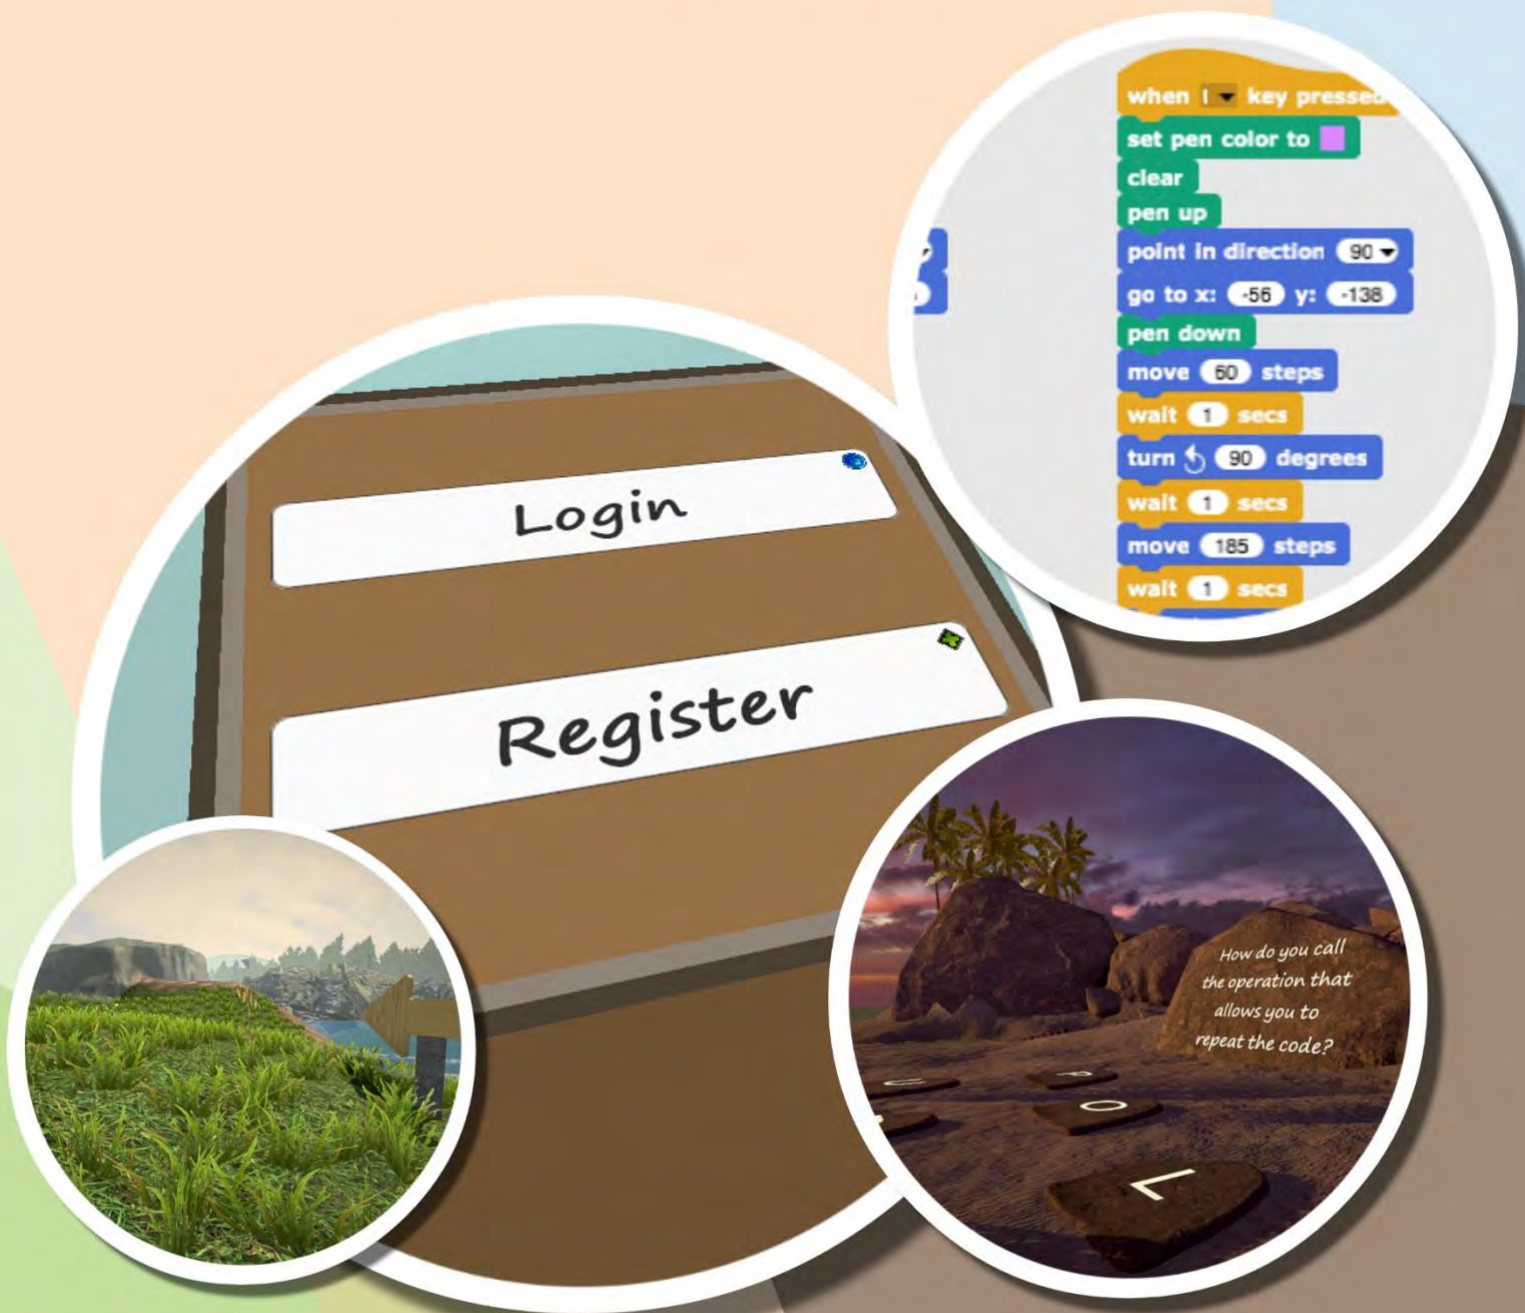 when l key pressed
set pen color to
clear
pen up
point in direction 90
go to x: -56 y: -138
pen down
move 60 steps
wait 1 secs
turn 90 degrees
wait 1 secs
move 185 steps
wait 1 secs
Login
Register
How do you call
the operation that
allows you to
repeat the code?
U P
O
L